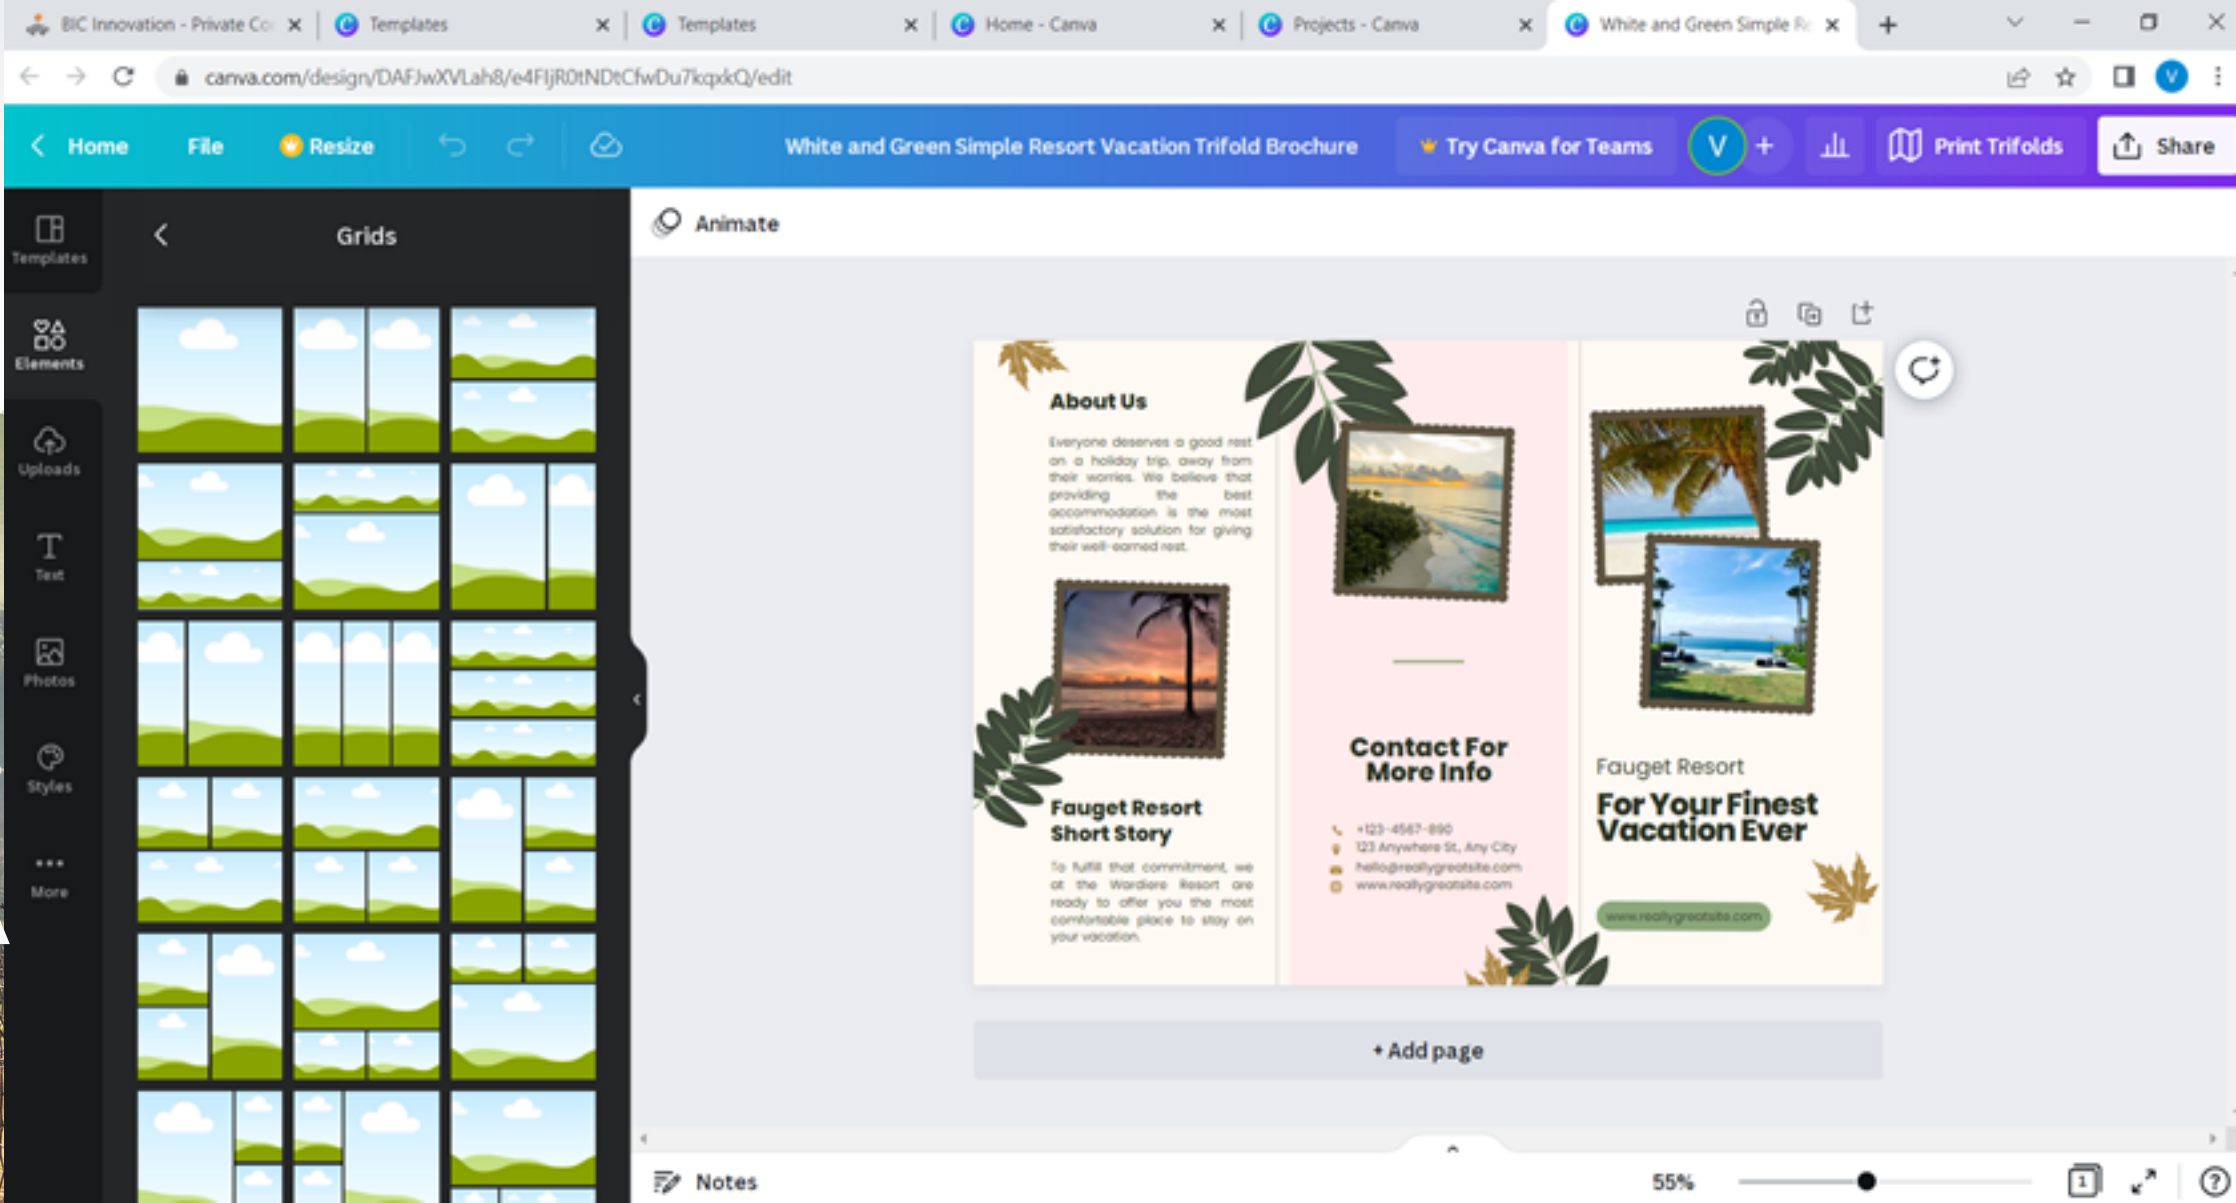 BIC Innovation - Private Co
Templates
Templates
Home - Canva
Projects - Canva
White and Green Simple Re
canva.com/design/DAFJwXVLah8/e4FIjR0tNDtCfwDu7kqxkQ/edit
V
Home
File
Resize
White and Green Simple Resort Vacation Trifold Brochure
Try Canva for Teams
V
+
Print Trifolds
Share
Templates
Elements
Uploads
Text
Photos
Styles
More
Grids
Animate
About Us
Everyone deserves a good rest
on a holiday trip, away from
their worries. We believe that
providing the best
accommodation is the most
satisfactory solution for giving
their well-earned rest.
Fauget Resort
Short Story
To fulfill that commitment, we
at the Wardiere Resort are
ready to offer you the most
comfortable place to stay on
your vacation.
Contact For
More Info
+123-4567-890
123 Anywhere St., Any City
hello@reallygreatsite.com
www.reallygreatsite.com
Fauget Resort
For Your Finest
Vacation Ever
www.reallygreatsite.com
+ Add page
Notes
55%
1
?